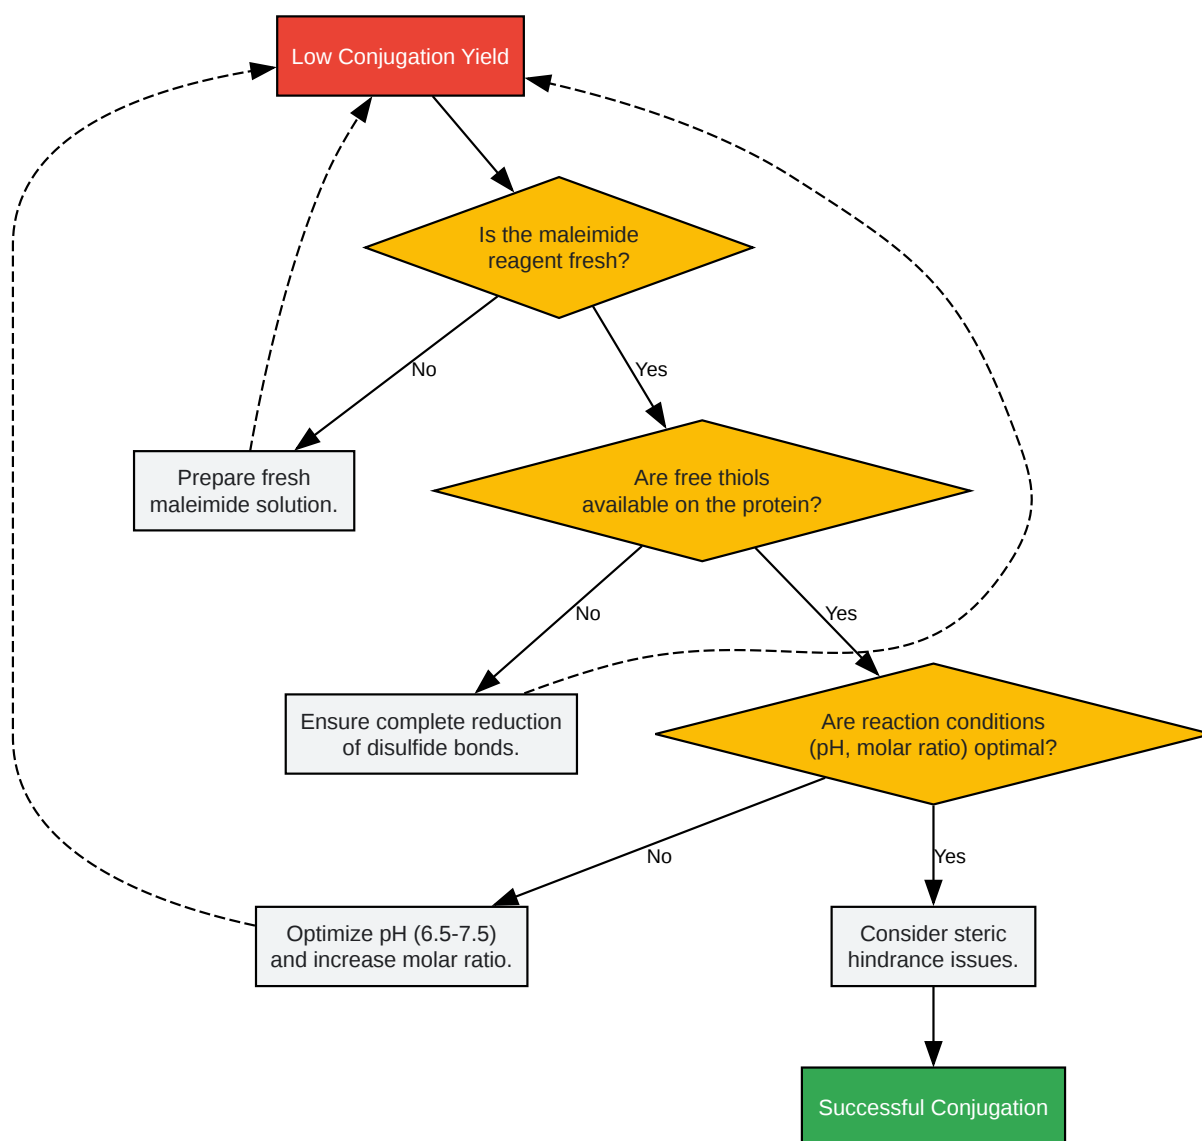 Low Conjugation Yield
Is the maleimide
reagent fresh?
No
Yes
Prepare fresh
maleimide solution.
Are free thiols
available on the protein?
No
Yes
Ensure complete reduction
of disulfide bonds.
Are reaction conditions
(pH, molar ratio) optimal?
No
Yes
Optimize pH (6.5-7.5)
and increase molar ratio.
Consider steric
hindrance issues.
Successful Conjugation